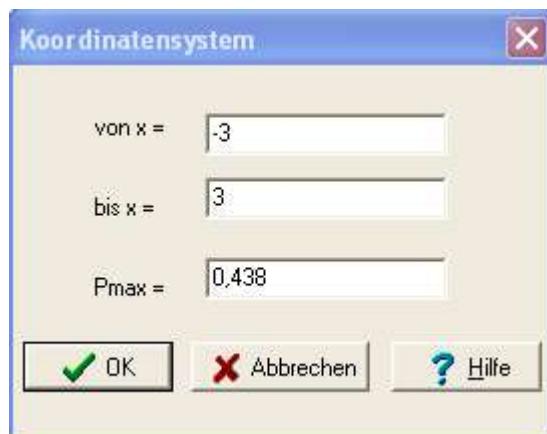 Koordinatensystem
von x = -3
bis x = 3
Pmax = 0,438
OK Abbrechen Hilfe